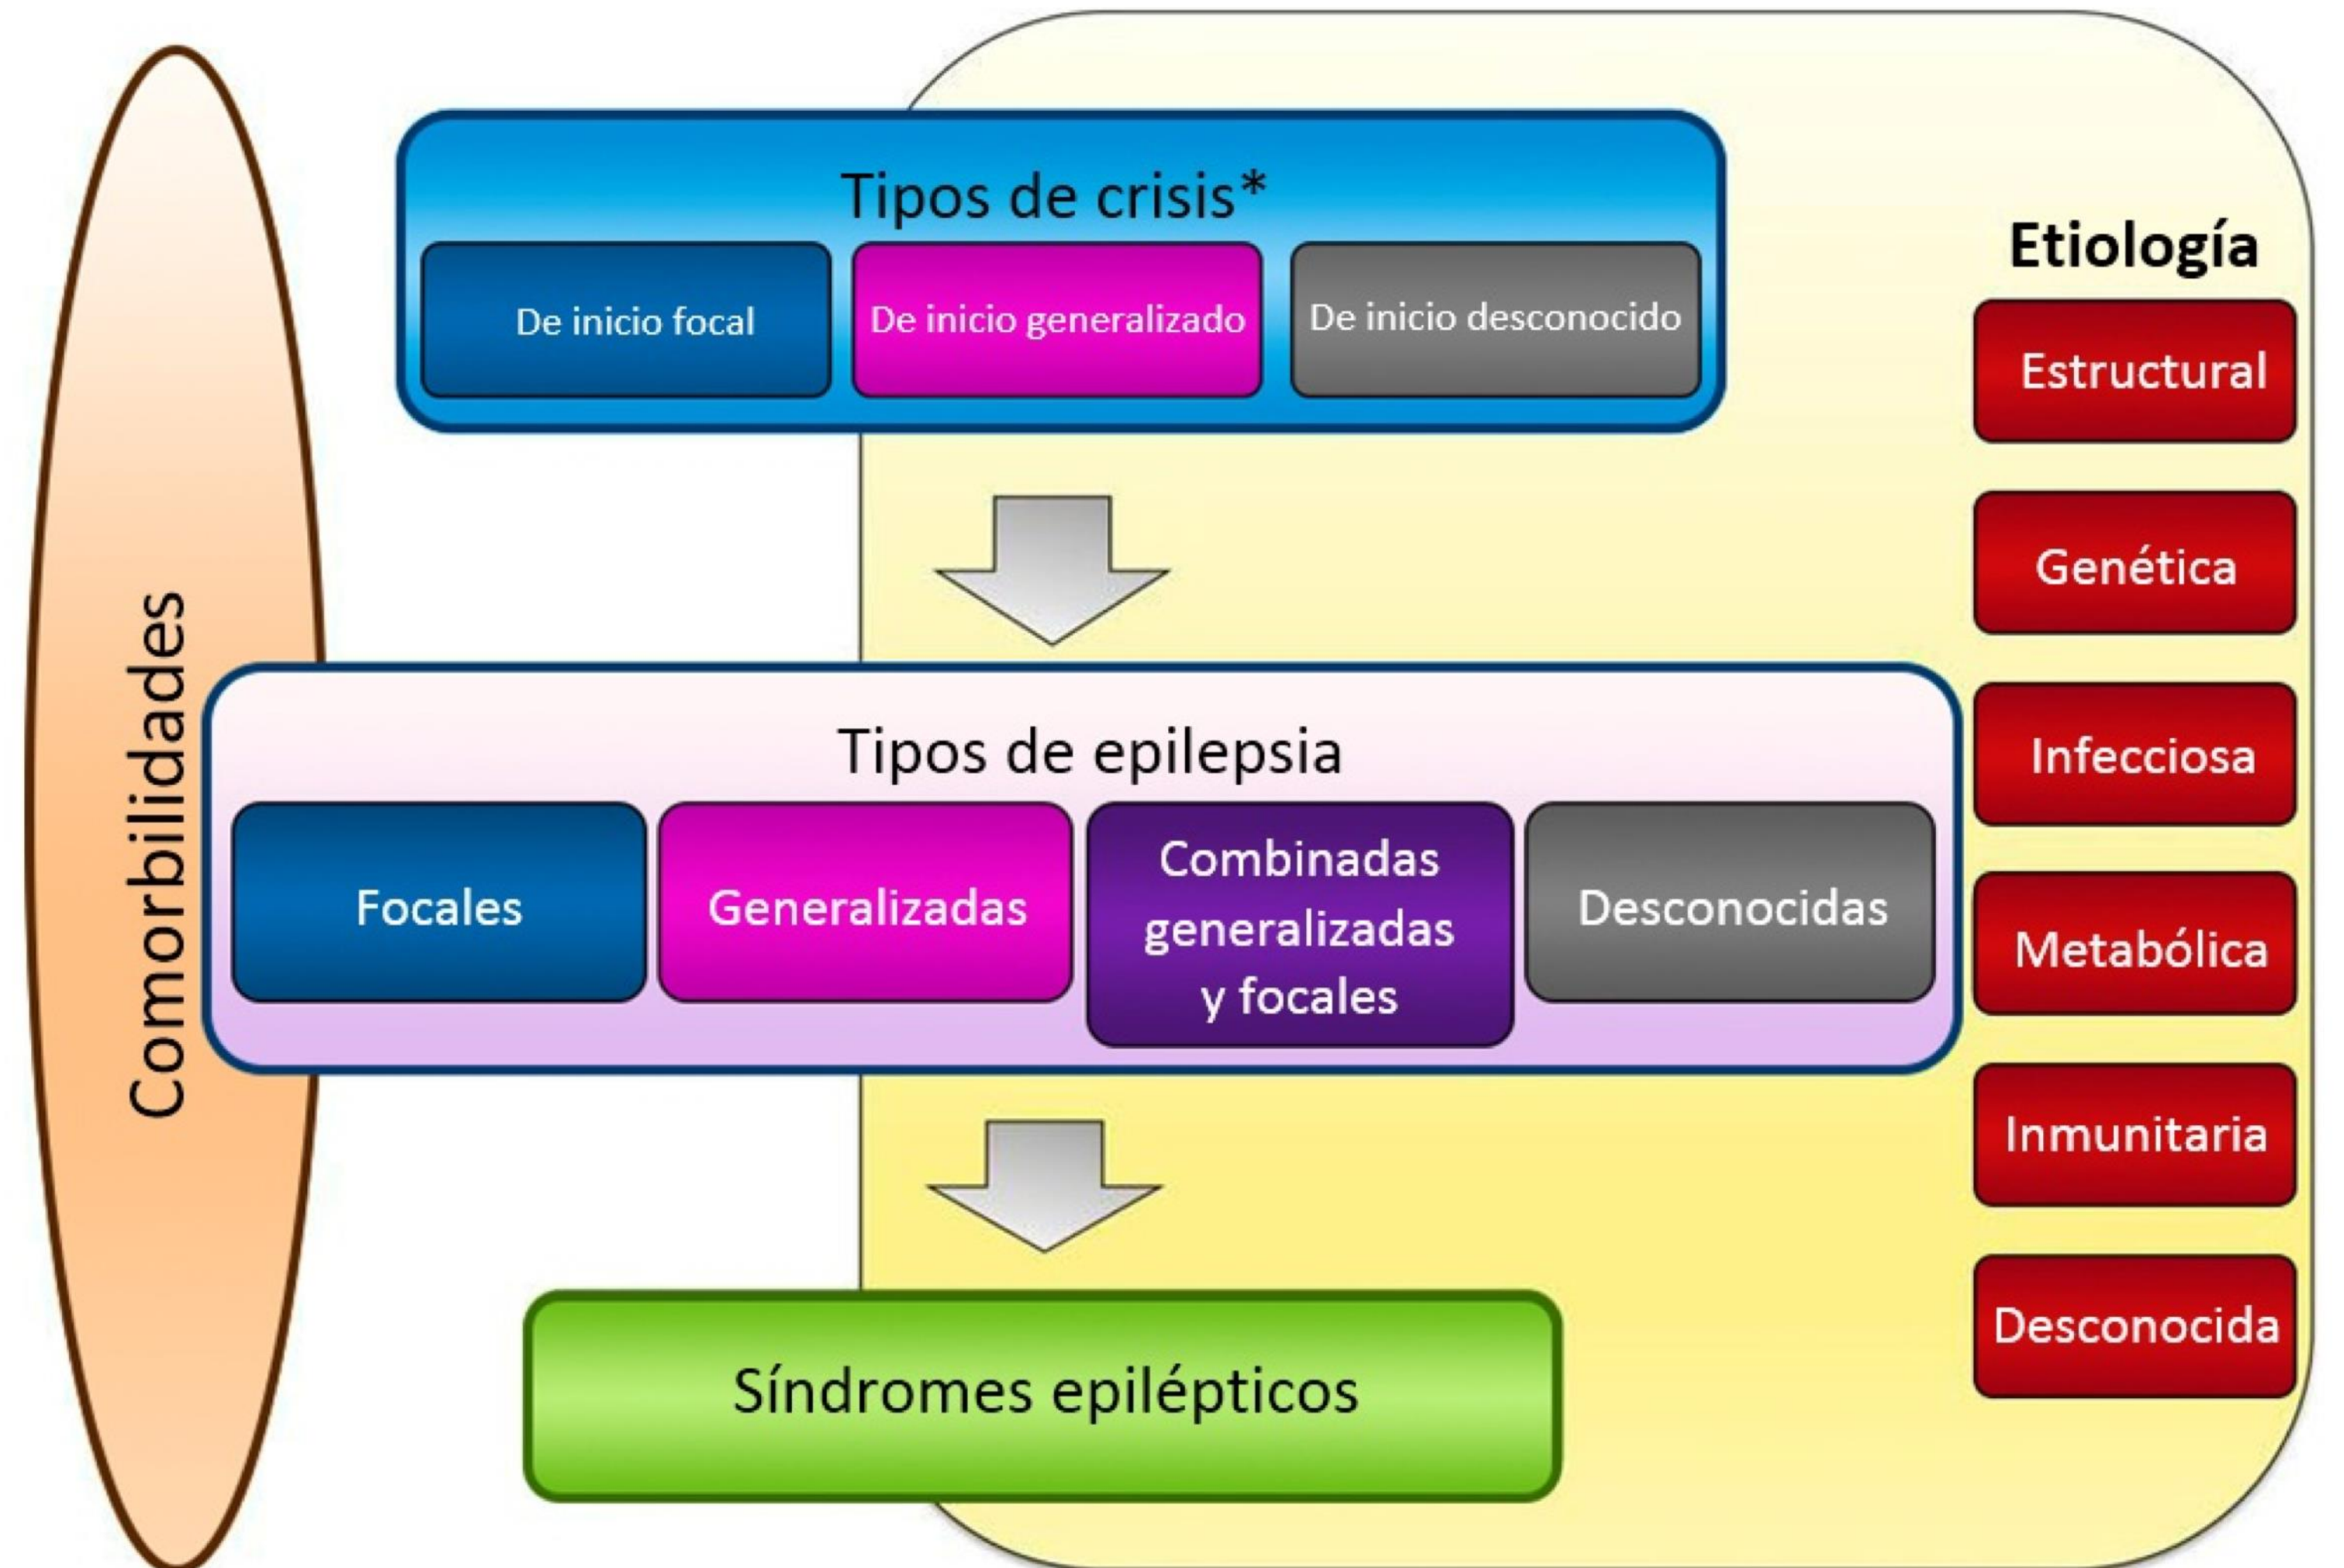 Comorbilidades
Tipos de crisis*
De inicio focal
De inicio generalizado
De inicio desconocido
Tipos de epilepsia
Focales
Generalizadas
Combinadas
generalizadas
y focales
Desconocidas
Síndromes epilépticos
Etiología
Estructural
Genética
Infecciosa
Metabólica
Inmunitaria
Desconocida